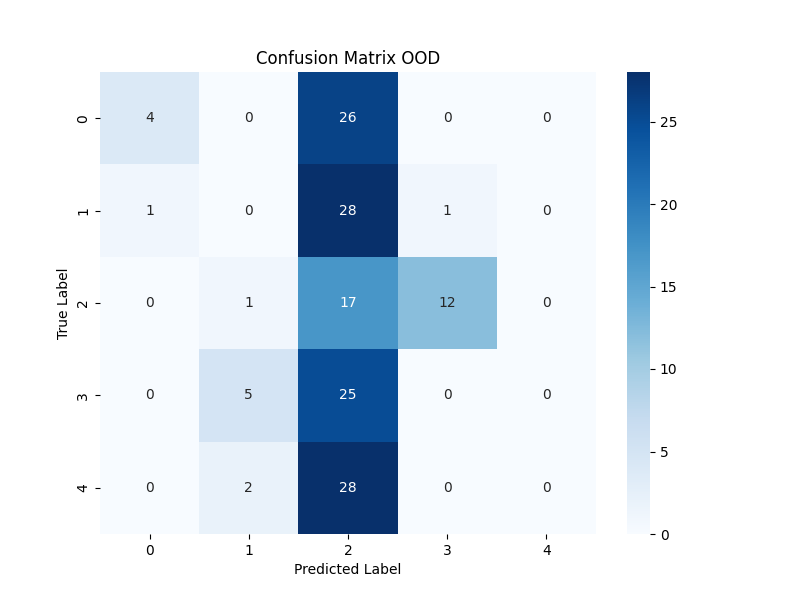 Confusion Matrix OOD
True Label
0 4 0 26 0 0
1 1 0 28 1 0
2 0 1 17 12 0
3 0 5 25 0 0
4 0 2 28 0 0
0 1 2 3 4
Predicted Label
25
20
15
10
5
0